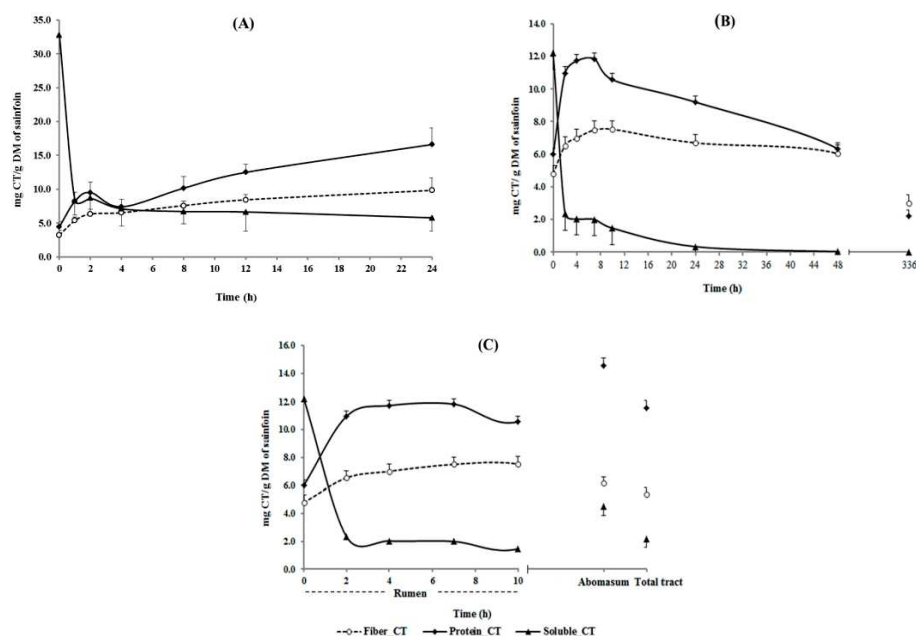 (A)
mg CT/g DM of sainfoin
35.0
30.0
25.0
20.0
15.0
10.0
5.0
0.0
0 2 4 6 8 10 12 14 16 18 20 22 24
Time (h)
(B)
mg CT/ g DM of sainfoin
14.0
12.0
10.0
8.0
6.0
4.0
2.0
0.0
0 4 8 12 16 20 24 28 32 36 40 44 48 336
Time (h)
(C)
mg CT/g DM of sainfoin
16.0
14.0
12.0
10.0
8.0
6.0
4.0
2.0
0.0
0 2 4 6 8 10 Abomasum Total tract
Rumen
Time (h)
Fiber_CT Protein_CT Soluble_CT